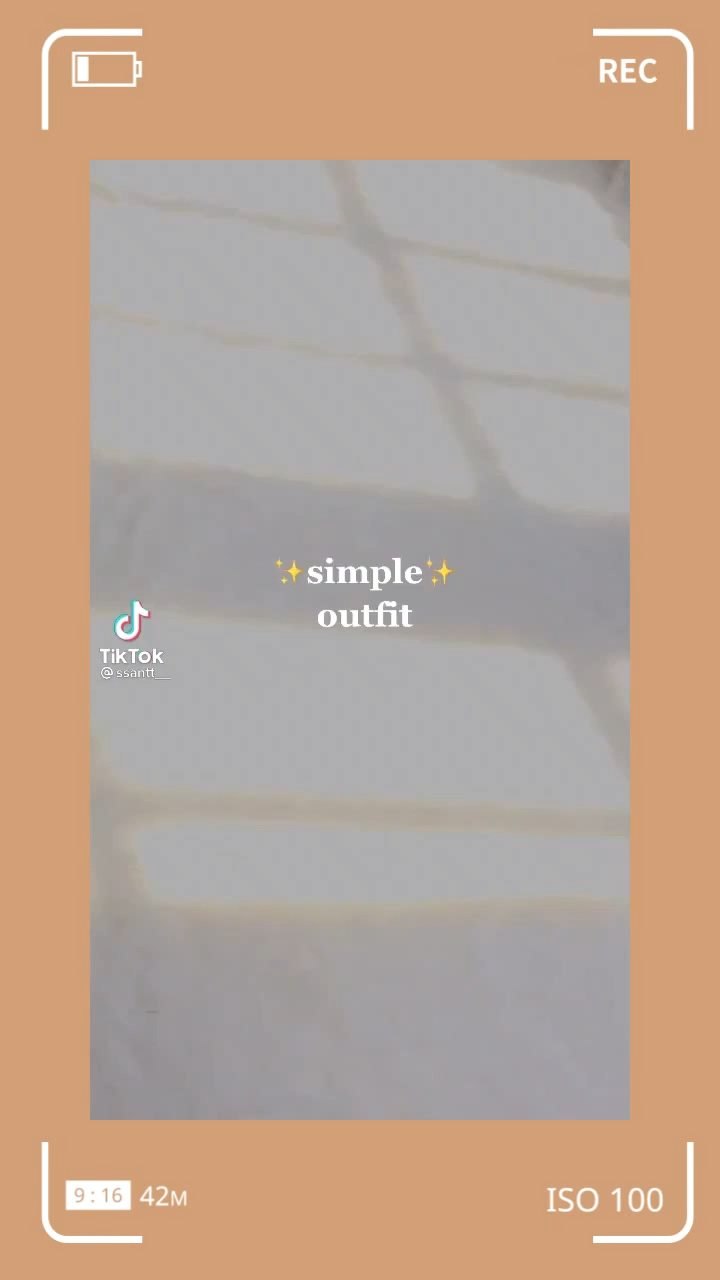 REC
✨simple✨
outfit
TikTok
@ssantt__
9:16 42M
ISO 100